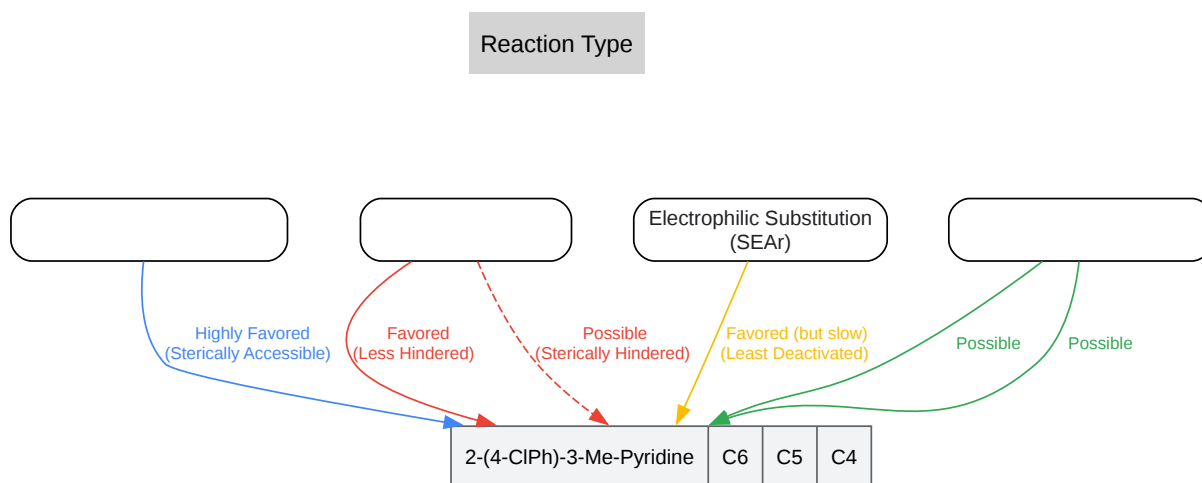 Reaction Type
Electrophilic Substitution
(SEAr)
Highly Favored
(Sterically Accessible)
Favored
(Less Hindered)
Possible
(Sterically Hindered)
Favored (but slow)
(Least Deactivated)
Possible
Possible
2-(4-ClPh)-3-Me-Pyridine
C6
C5
C4